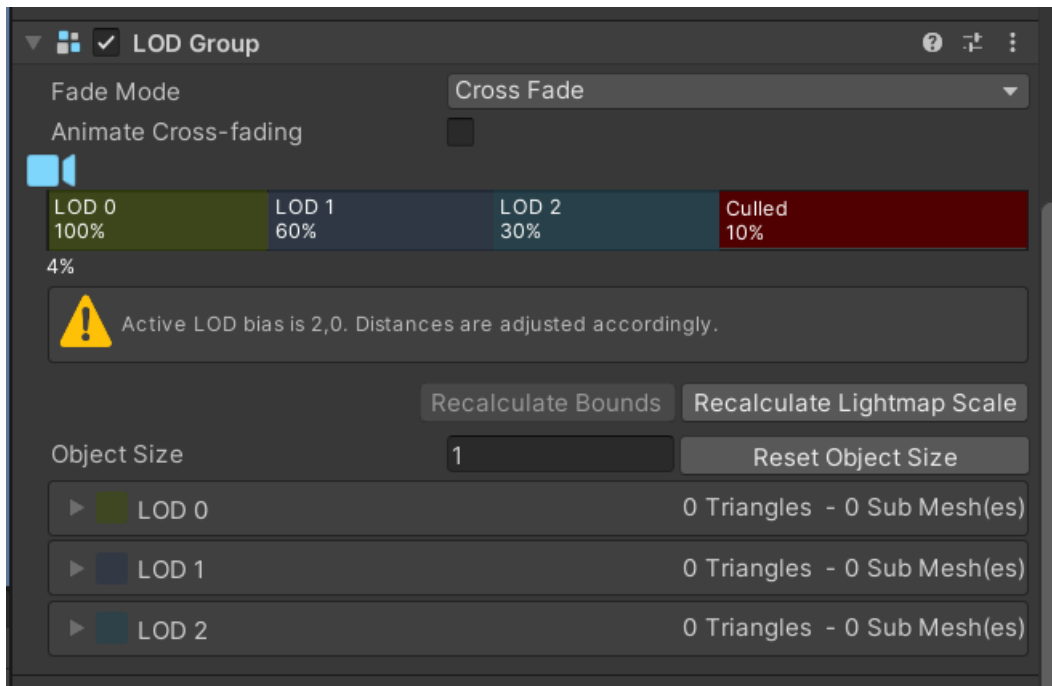 LOD Group
Fade Mode Cross Fade
Animate Cross-fading
LOD 0 LOD 1 LOD 2 Culled
100% 60% 30% 10%
4%
Active LOD bias is 2,0. Distances are adjusted accordingly.
Recalculate Bounds Recalculate Lightmap Scale
Object Size 1 Reset Object Size
LOD 0 0 Triangles - 0 Sub Mesh(es)
LOD 1 0 Triangles - 0 Sub Mesh(es)
LOD 2 0 Triangles - 0 Sub Mesh(es)